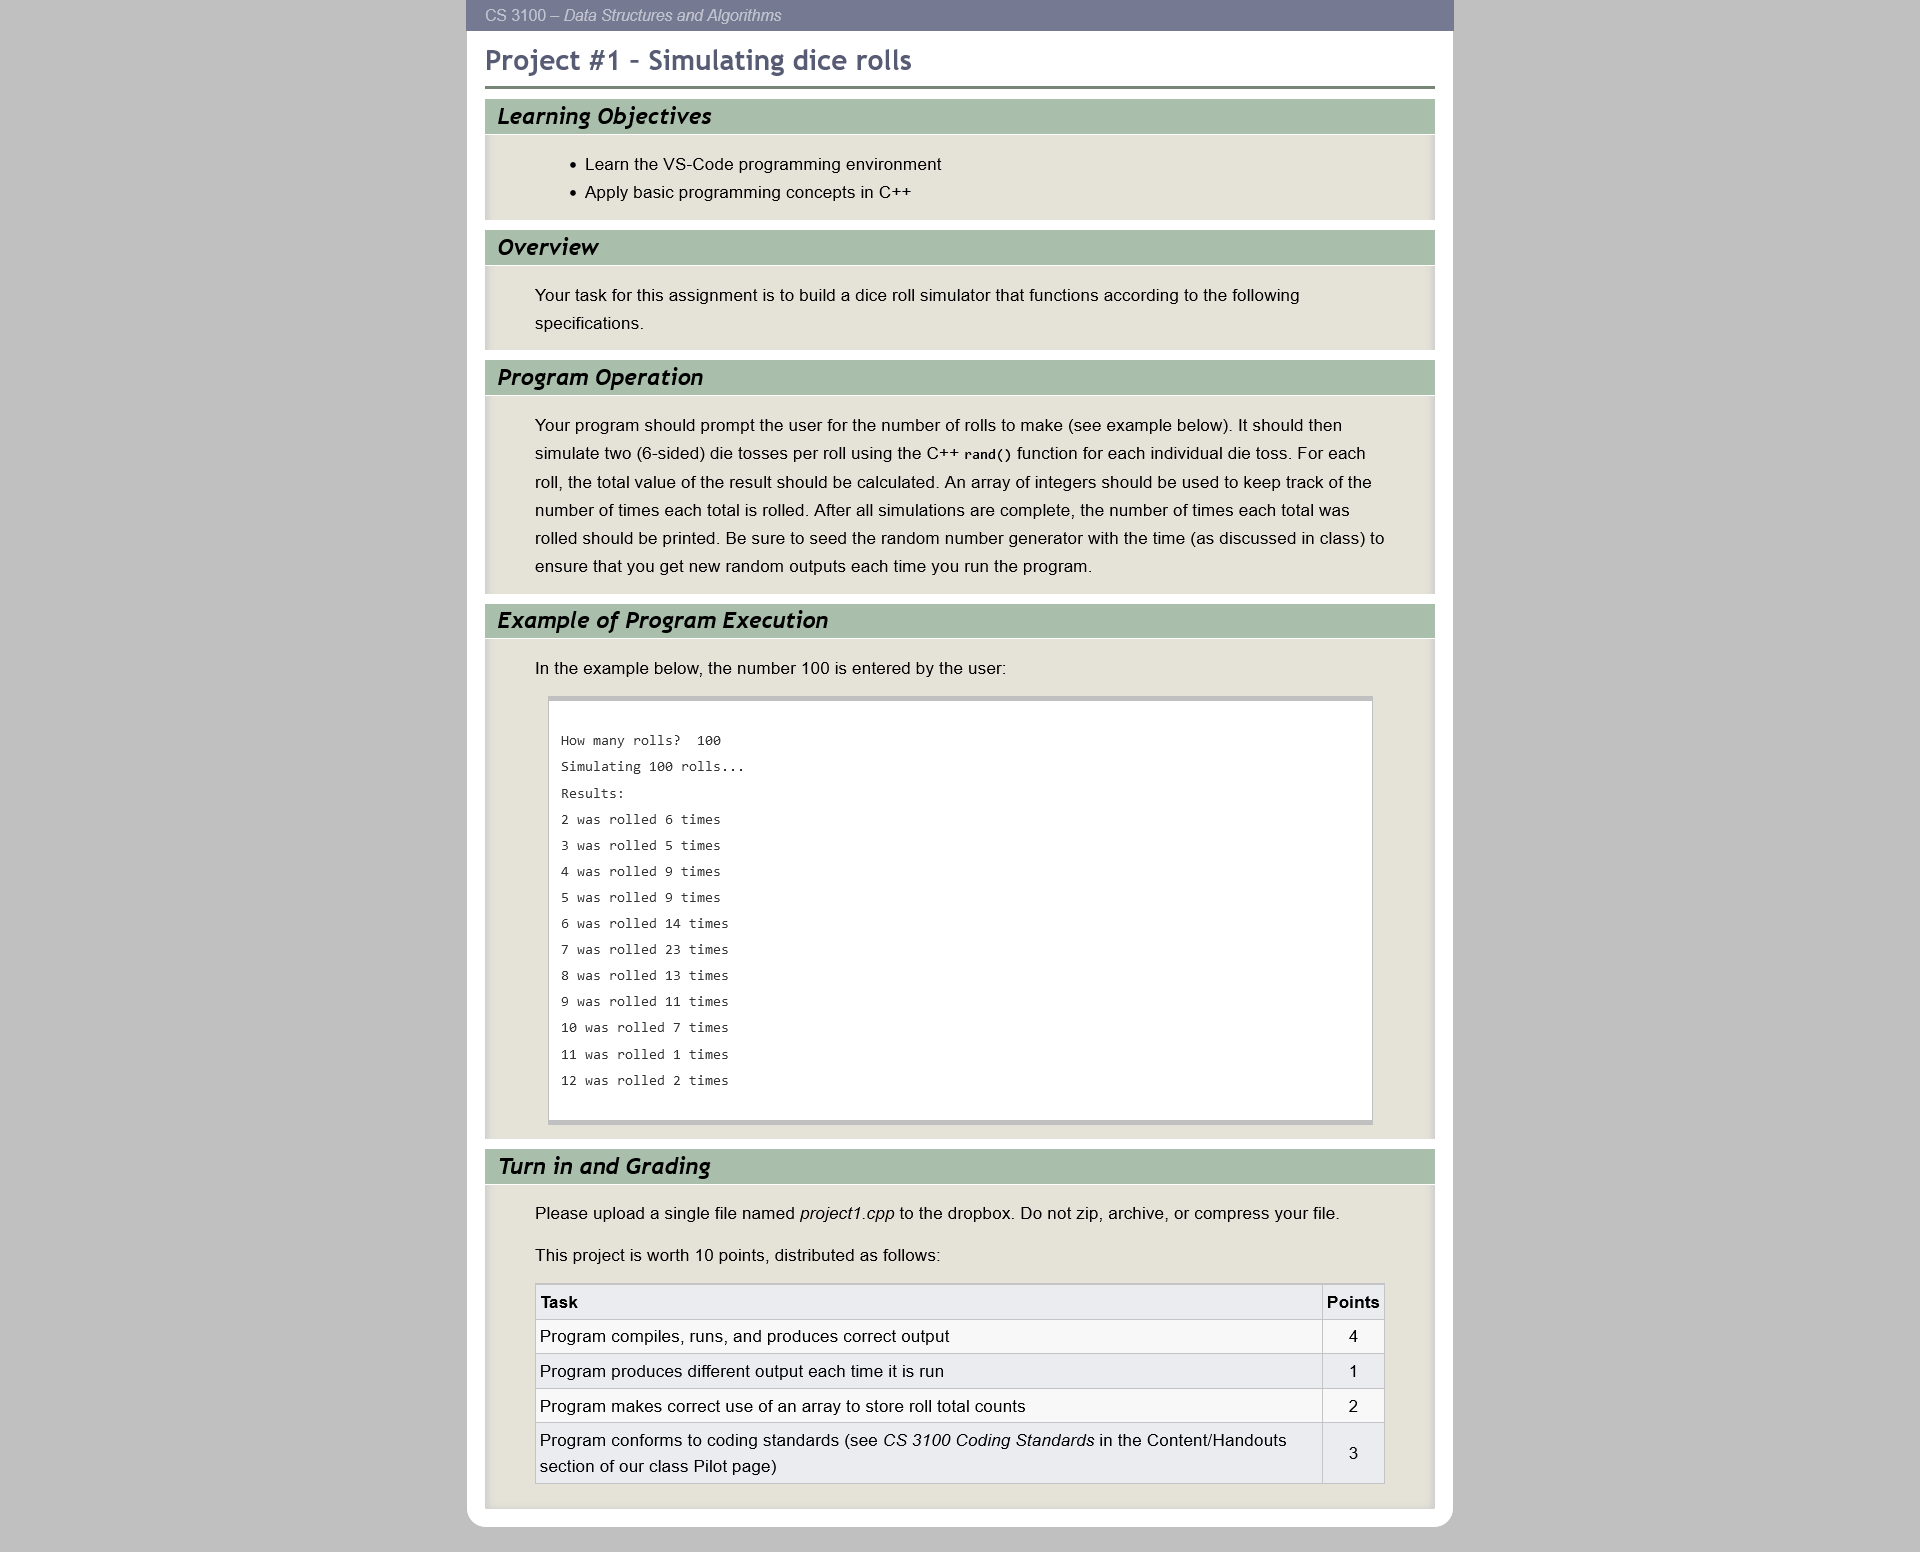 CS 3100 – Data Structures and Algorithms
Project #1 – Simulating dice rolls
Learning Objectives
• Learn the VS-Code programming environment
• Apply basic programming concepts in C++
Overview
Your task for this assignment is to build a dice roll simulator that functions according to the following
specifications.
Program Operation
Your program should prompt the user for the number of rolls to make (see example below). It should then
simulate two (6-sided) die tosses per roll using the C++ rand() function for each individual die toss. For each
roll, the total value of the result should be calculated. An array of integers should be used to keep track of the
number of times each total is rolled. After all simulations are complete, the number of times each total was
rolled should be printed. Be sure to seed the random number generator with the time (as discussed in class) to
ensure that you get new random outputs each time you run the program.
Example of Program Execution
In the example below, the number 100 is entered by the user:
How many rolls?  100
Simulating 100 rolls...
Results:
2 was rolled 6 times
3 was rolled 5 times
4 was rolled 9 times
5 was rolled 9 times
6 was rolled 14 times
7 was rolled 23 times
8 was rolled 13 times
9 was rolled 11 times
10 was rolled 7 times
11 was rolled 1 times
12 was rolled 2 times
Turn in and Grading
Please upload a single file named project1.cpp to the dropbox. Do not zip, archive, or compress your file.
This project is worth 10 points, distributed as follows:
Task Points
Program compiles, runs, and produces correct output 4
Program produces different output each time it is run 1
Program makes correct use of an array to store roll total counts 2
Program conforms to coding standards (see CS 3100 Coding Standards in the Content/Handouts
section of our class Pilot page) 3